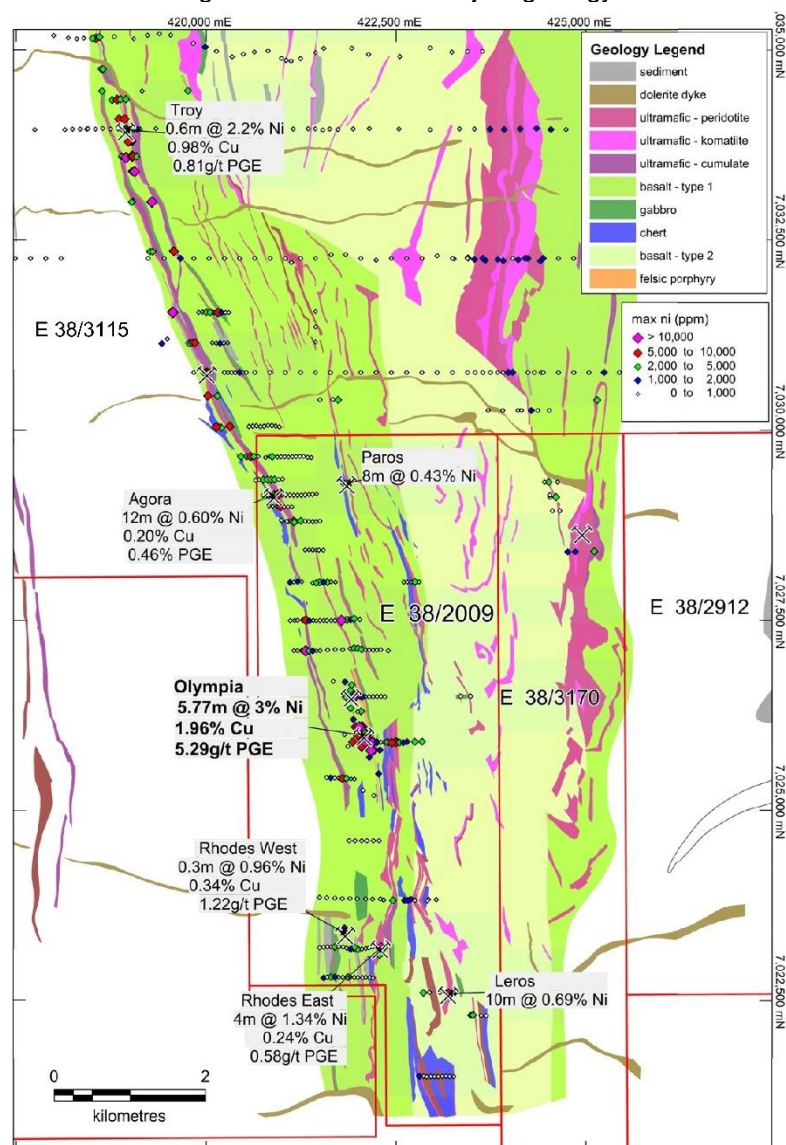 420,000 mE
422,500 mE
425,000 mE
7,032,500 mN
7,030,000 mN
7,027,500 mN
7,025,000 mN
7,022,500 mN
Geology Legend
sediment
dolerite dyke
ultramafic - peridotite
ultramafic - komatiite
ultramafic - cumulate
basalt - type 1
gabbro
chert
basalt - type 2
felsic porphyry
max ni (ppm)
> 10,000
5,000 to 10,000
2,000 to 5,000
1,000 to 2,000
0 to 1,000
Troy
0.6m @ 2.2% Ni
0.98% Cu
0.81g/t PGE
E 38/3115
Paros
8m @ 0.43% Ni
Agora
12m @ 0.60% Ni
0.20% Cu
0.46% PGE
E 38/2009
E 38/2912
E 38/3170
Olympia
5.77m @ 3% Ni
1.96% Cu
5.29g/t PGE
Rhodes West
0.3m @ 0.96% Ni
0.34% Cu
1.22g/t PGE
Leros
10m @ 0.69% Ni
Rhodes East
4m @ 1.34% Ni
0.24% Cu
0.58g/t PGE
0 2
kilometres